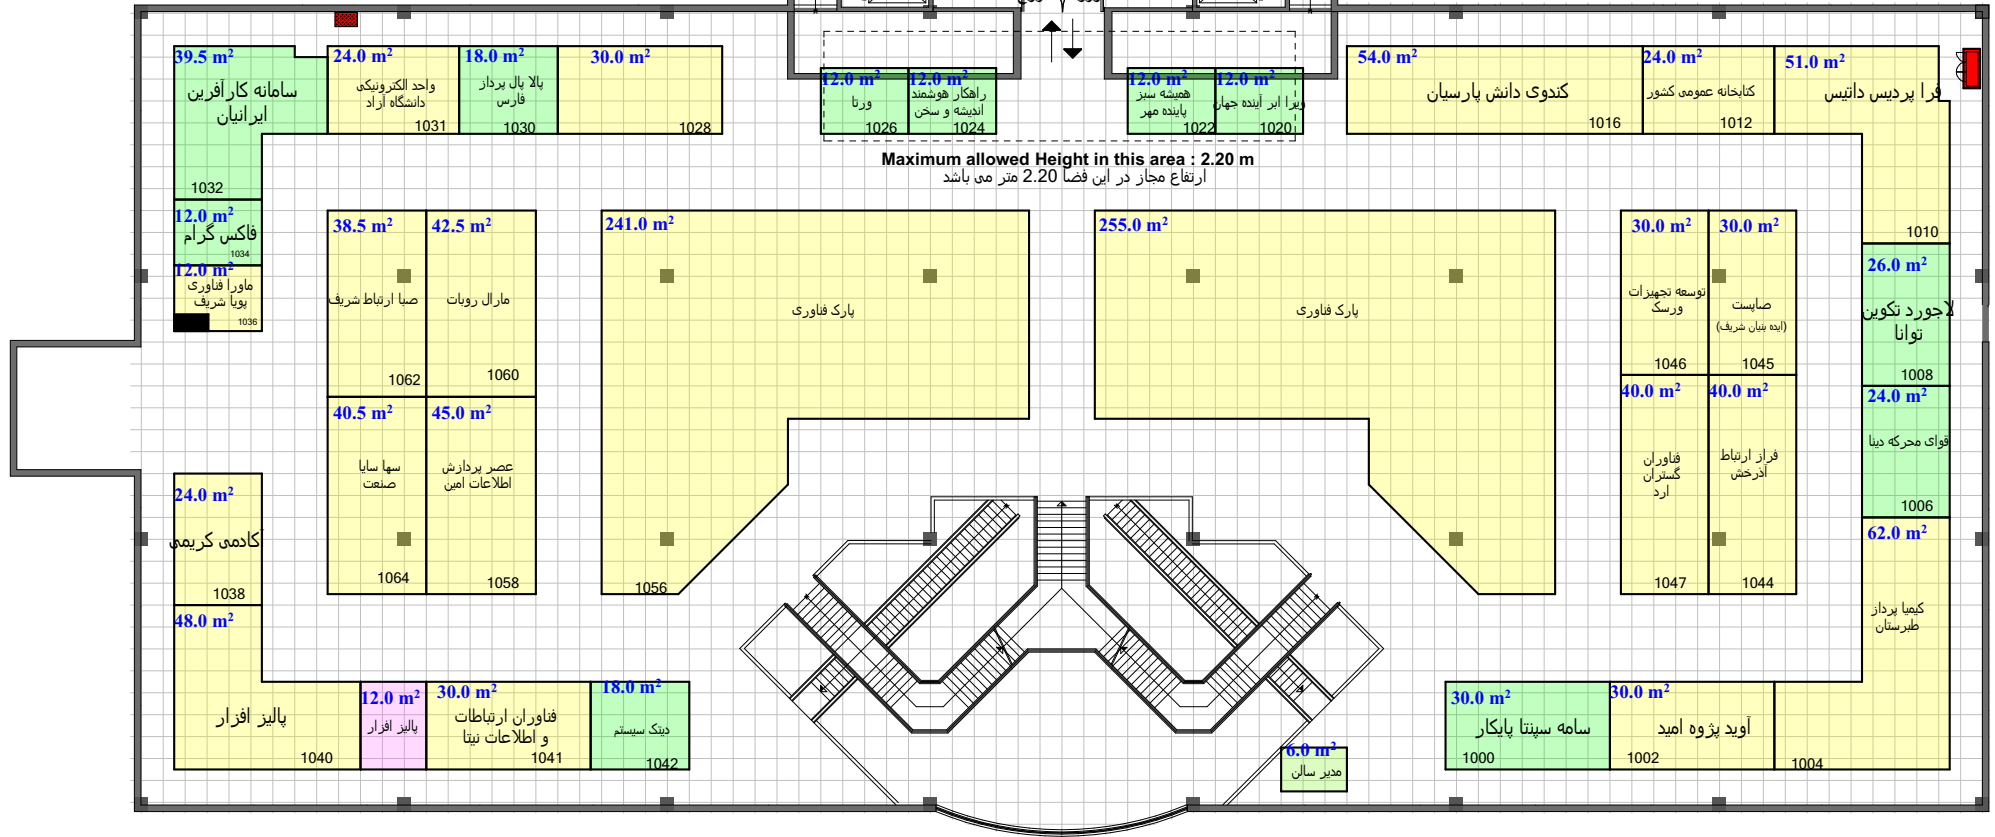 39.5 m²
سامانه کارآفرین
ایرانیان
1032
24.0 m²
واحد الکترونیکی
دانشگاه آزاد
1031
18.0 m²
پالا پال پرداز
فارس
1030
30.0 m²
1028
12.0 m²
ورنا
1026
12.0 m²
راهکار هوشمند
اندیشه و سخن
1024
12.0 m²
همیشه سبز
پاینده مهر
1022
12.0 m²
ویرا ابر آینده جهان
1020
54.0 m²
کندوی دانش پارسیان
1016
24.0 m²
کتابخانه عمومی کشور
1012
51.0 m²
فرا پردیس داتیس
1010
Maximum allowed Height in this area : 2.20 m
ارتفاع مجاز در این فضا 2.20 متر می باشد
12.0 m²
فاکس گرام
1034
12.0 m²
ماورا فناوری
پویا شریف
1036
38.5 m²
صبا ارتباط شریف
1062
42.5 m²
مارال روبات
1060
40.5 m²
سها سایا
صنعت
1064
45.0 m²
عصر پردازش
اطلاعات امین
1058
241.0 m²
پارک فناوری
1056
255.0 m²
پارک فناوری
30.0 m²
توسعه تجهیزات
ورسک
1046
30.0 m²
صاپست
(ایده بنیان شریف)
1045
40.0 m²
فناوران
گستران
ارد
1047
40.0 m²
فراز ارتباط
آذرخش
1044
26.0 m²
لاجورد تکوین
توانا
1008
24.0 m²
قوای محرکه دینا
1006
62.0 m²
کیمیا پرداز
طبرستان
1004
24.0 m²
کادمی کریمی
1038
48.0 m²
پالیز افزار
1040
12.0 m²
پالیز افزار
30.0 m²
فناوران ارتباطات
و اطلاعات نیتا
1041
18.0 m²
دیتک سیستم
1042
6.0 m²
مدیر سالن
30.0 m²
سامه سپنتا پایکار
1000
30.0 m²
آوید پژوه امید
1002